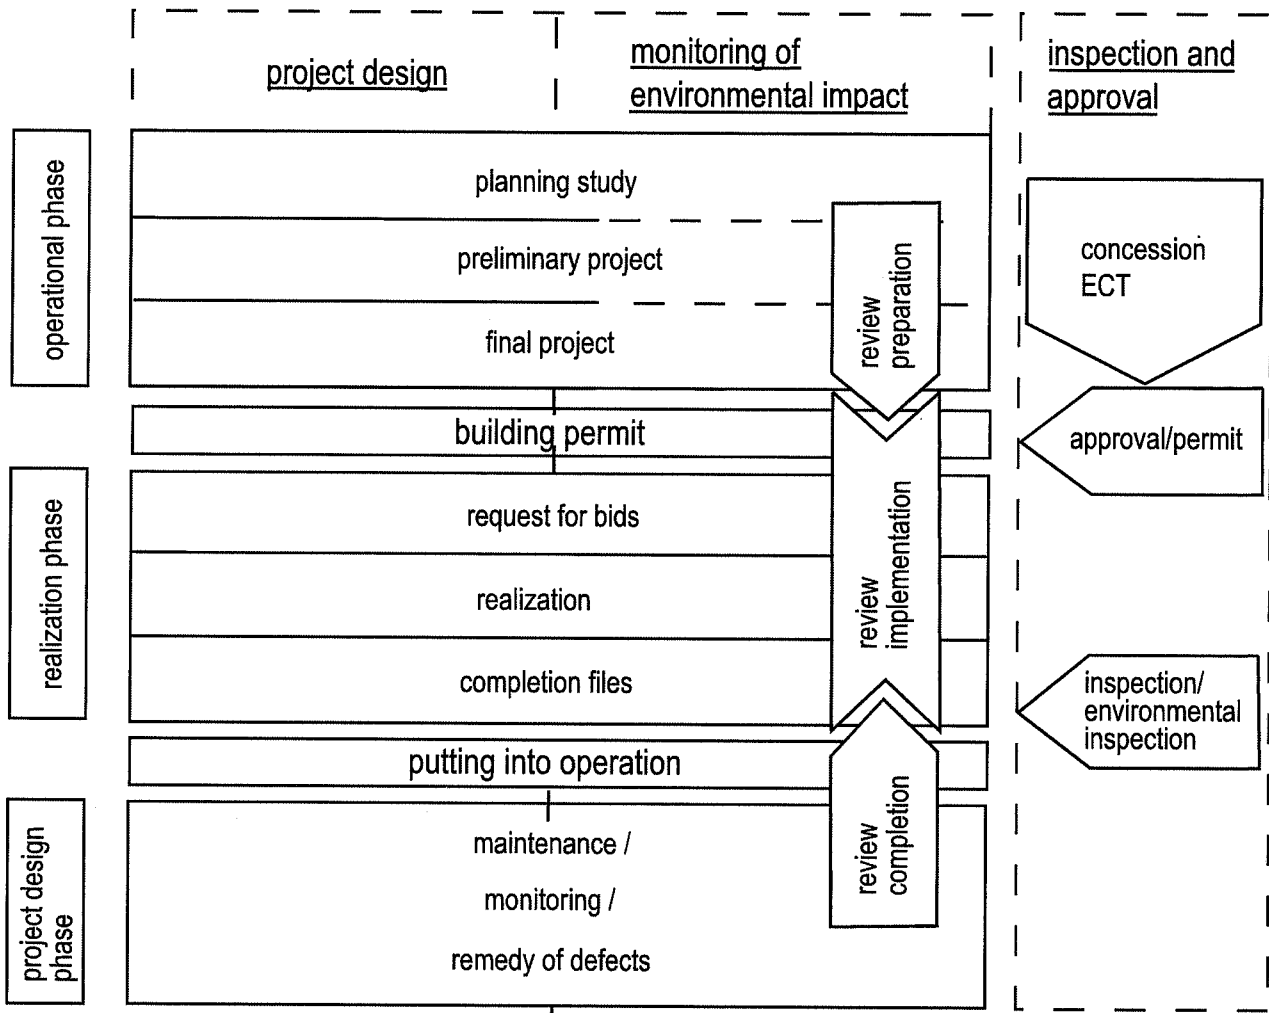 project design
monitoring of
environmental impact
inspection and
approval
operational phase
planning study
preliminary project
final project
review
preparation
concession
ECT
building permit
approval/permit
realization phase
request for bids
realization
completion files
review
implementation
inspection/
environmental
inspection
putting into operation
project design
phase
maintenance /
monitoring /
remedy of defects
review
completion